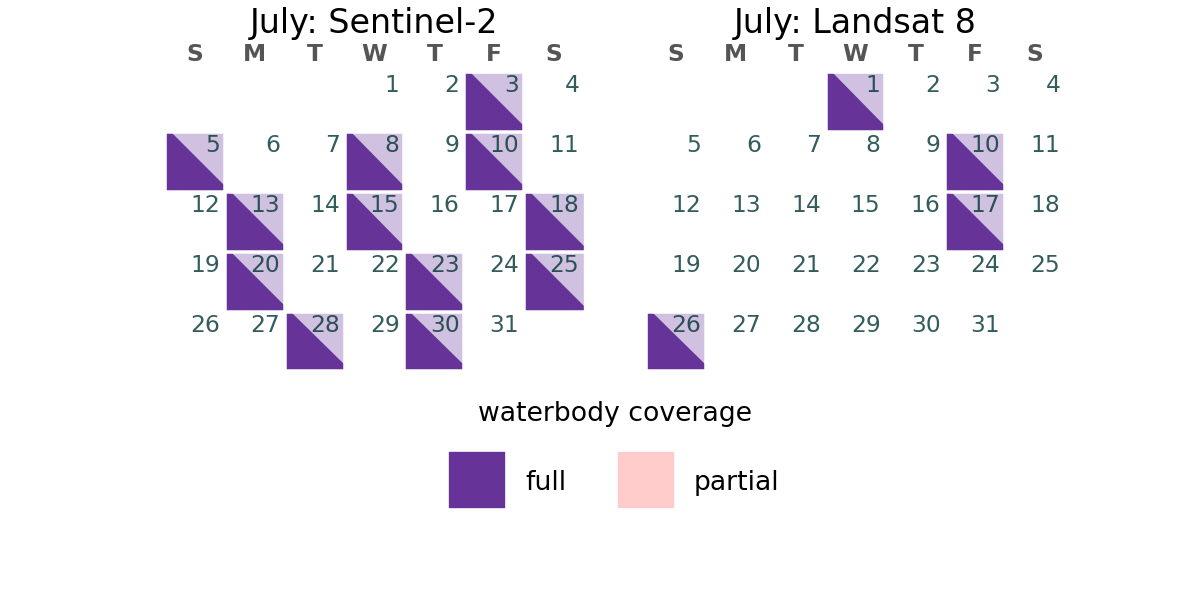 July: Sentinel-2
S M T W T F S
1 2 3 4
5 6 7 8 9 10 11
12 13 14 15 16 17 18
19 20 21 22 23 24 25
26 27 28 29 30 31
July: Landsat 8
S M T W T F S
1 2 3 4
5 6 7 8 9 10 11
12 13 14 15 16 17 18
19 20 21 22 23 24 25
26 27 28 29 30 31
waterbody coverage
full partial